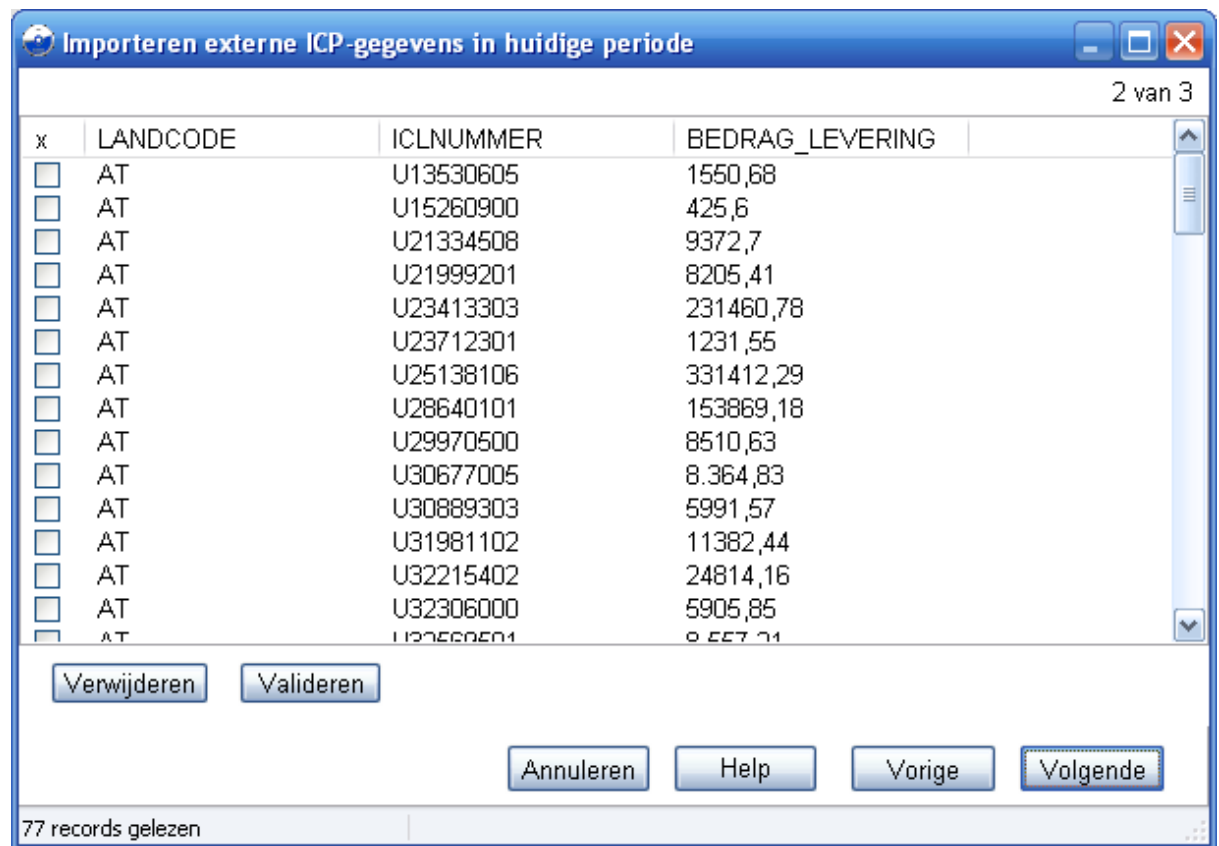 Importeren externe ICP-gegevens in huidige periode
2 van 3
x LANDCODE ICLNUMMER BEDRAG_LEVERING
AT U13530605 1550,68
AT U15260900 425,6
AT U21334508 9372,7
AT U21999201 8205,41
AT U23413303 231460,78
AT U23712301 1231,55
AT U25138106 331412,29
AT U28640101 153869,18
AT U29970500 8510,63
AT U30677005 8.364,83
AT U30889303 5991,57
AT U31981102 11382,44
AT U32215402 24814,16
AT U32306000 5905,85
AT
Verwijderen Valideren
Annuleren Help Vorige Volgende
77 records gelezen